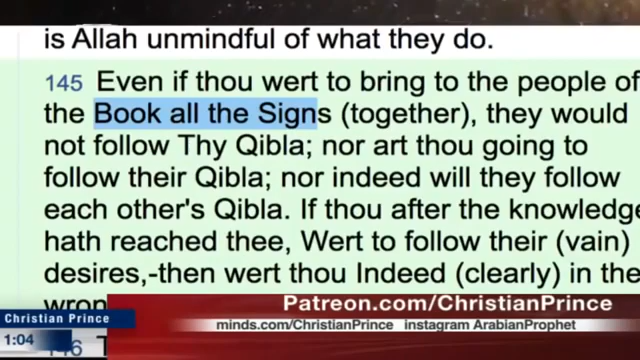 is Allah unmindful of what they do.
145 Even if thou wert to bring to the people of
the Book all the Signs (together), they would
not follow Thy Qibla; nor art thou going to
follow their Qibla; nor indeed will they follow
each other's Qibla. If thou after the knowledge
hath reached thee, Wert to follow their (vain)
desires,-then wert thou Indeed (clearly) in the
wron
Patreon.com/ChristianPrince
Christian Prince
minds.com/ChristianPrince instagram ArabianProphet
1:04